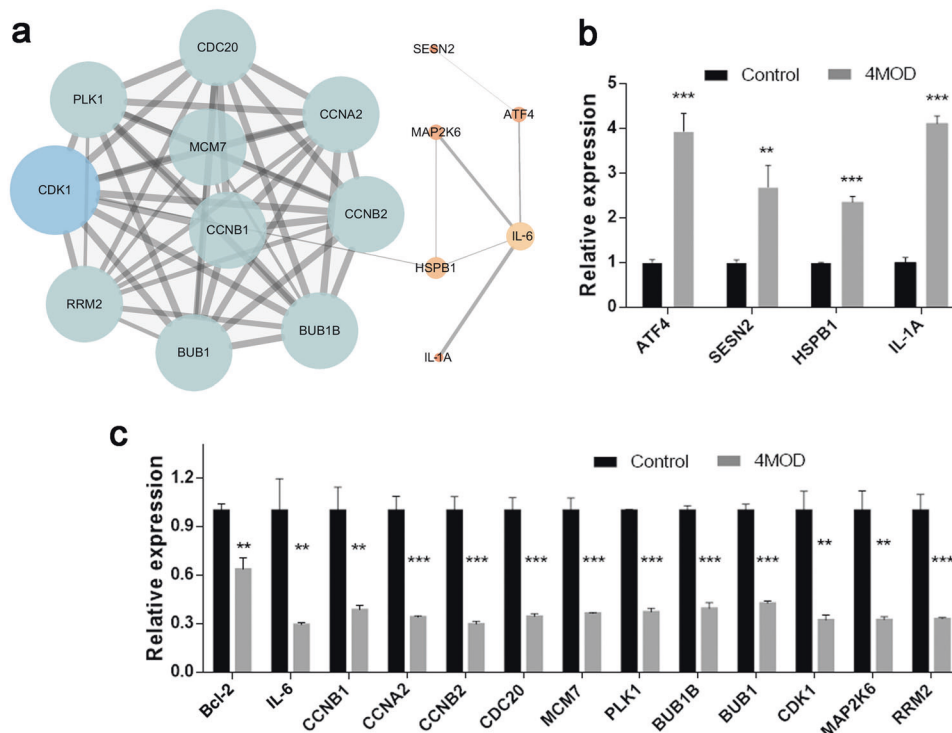 a
CDC20
PLK1
CCNA2
MCM7
CDK1
CCNB2
CCNB1
RRM2
BUB1B
BUB1
SESN2
ATF4
MAP2K6
IL-6
HSPB1
IL-1A
b
Control 4MOD
Relative expression
5
4
3
2
1
0
*** ** *** ***
ATF4 SESN2 HSPB1 IL-1A
c
Control 4MOD
Relative expression
1.2
0.9
0.6
0.3
0.0
** ** ** *** *** *** *** *** *** *** ** ** ***
Bcl-2 IL-6 CCNB1 CCNA2 CCNB2 CDC20 MCM7 PLK1 BUB1B BUB1 CDK1 MAP2K6 RRM2